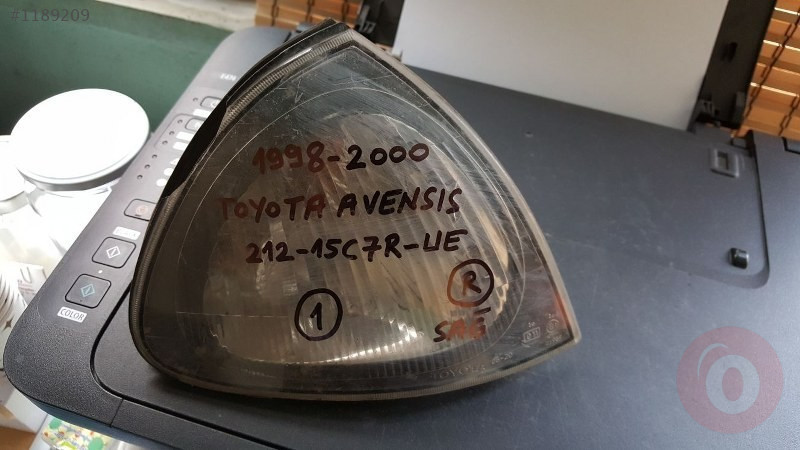 #1189209
1998-2000
TOYOTA AVENSIS
212-15C7R-UE
1
R
SAĞ
COLOR